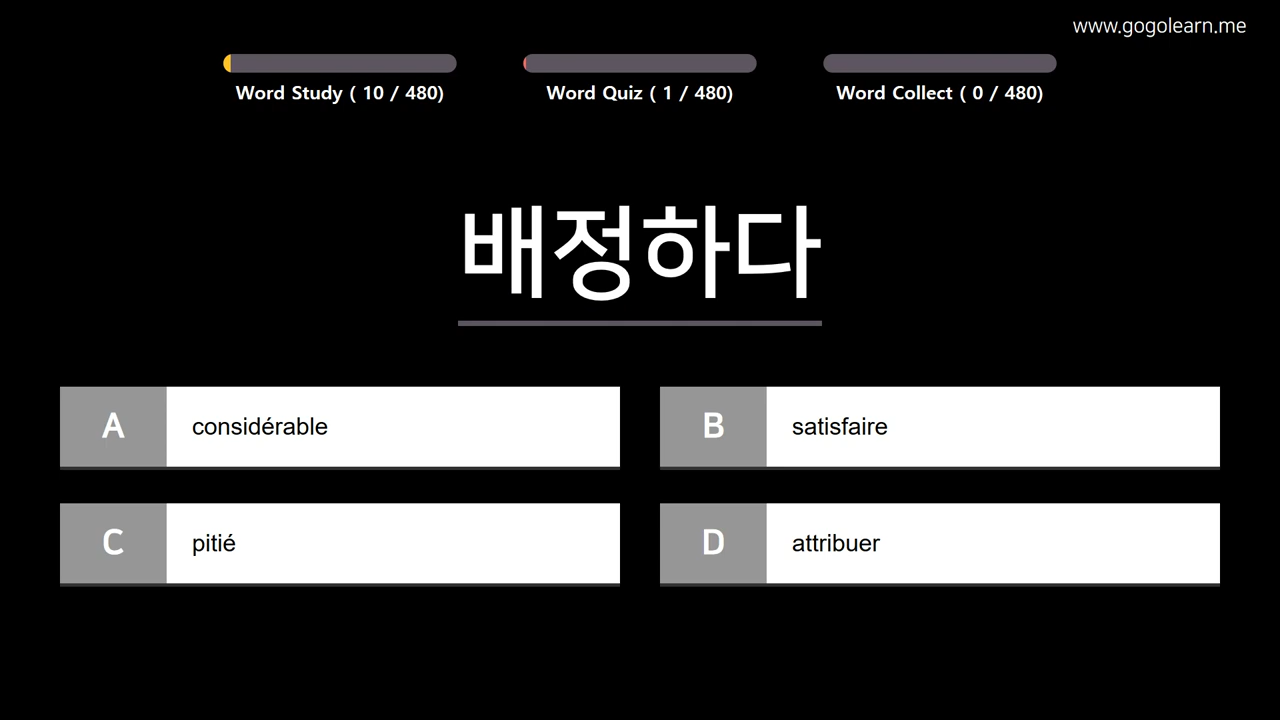 www.gogolearn.me
Word Study ( 10 / 480)
Word Quiz ( 1 / 480)
Word Collect ( 0 / 480)
배정하다
A considérable
B satisfaire
C pitié
D attribuer